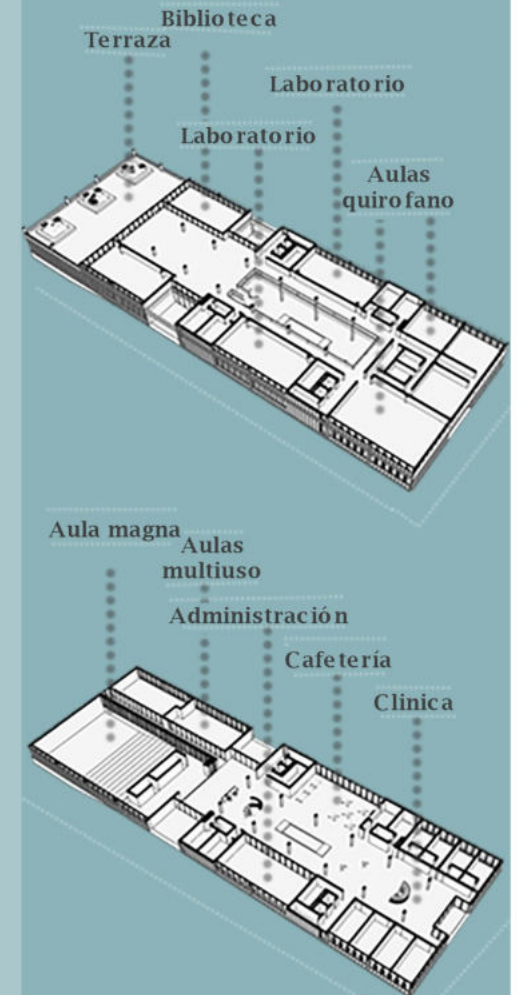 Biblioteca
Terraza
Laboratorio
Laboratorio
Aulas
quirofano
Aula magna
Aulas
multiuso
Administración
Cafetería
Clinica